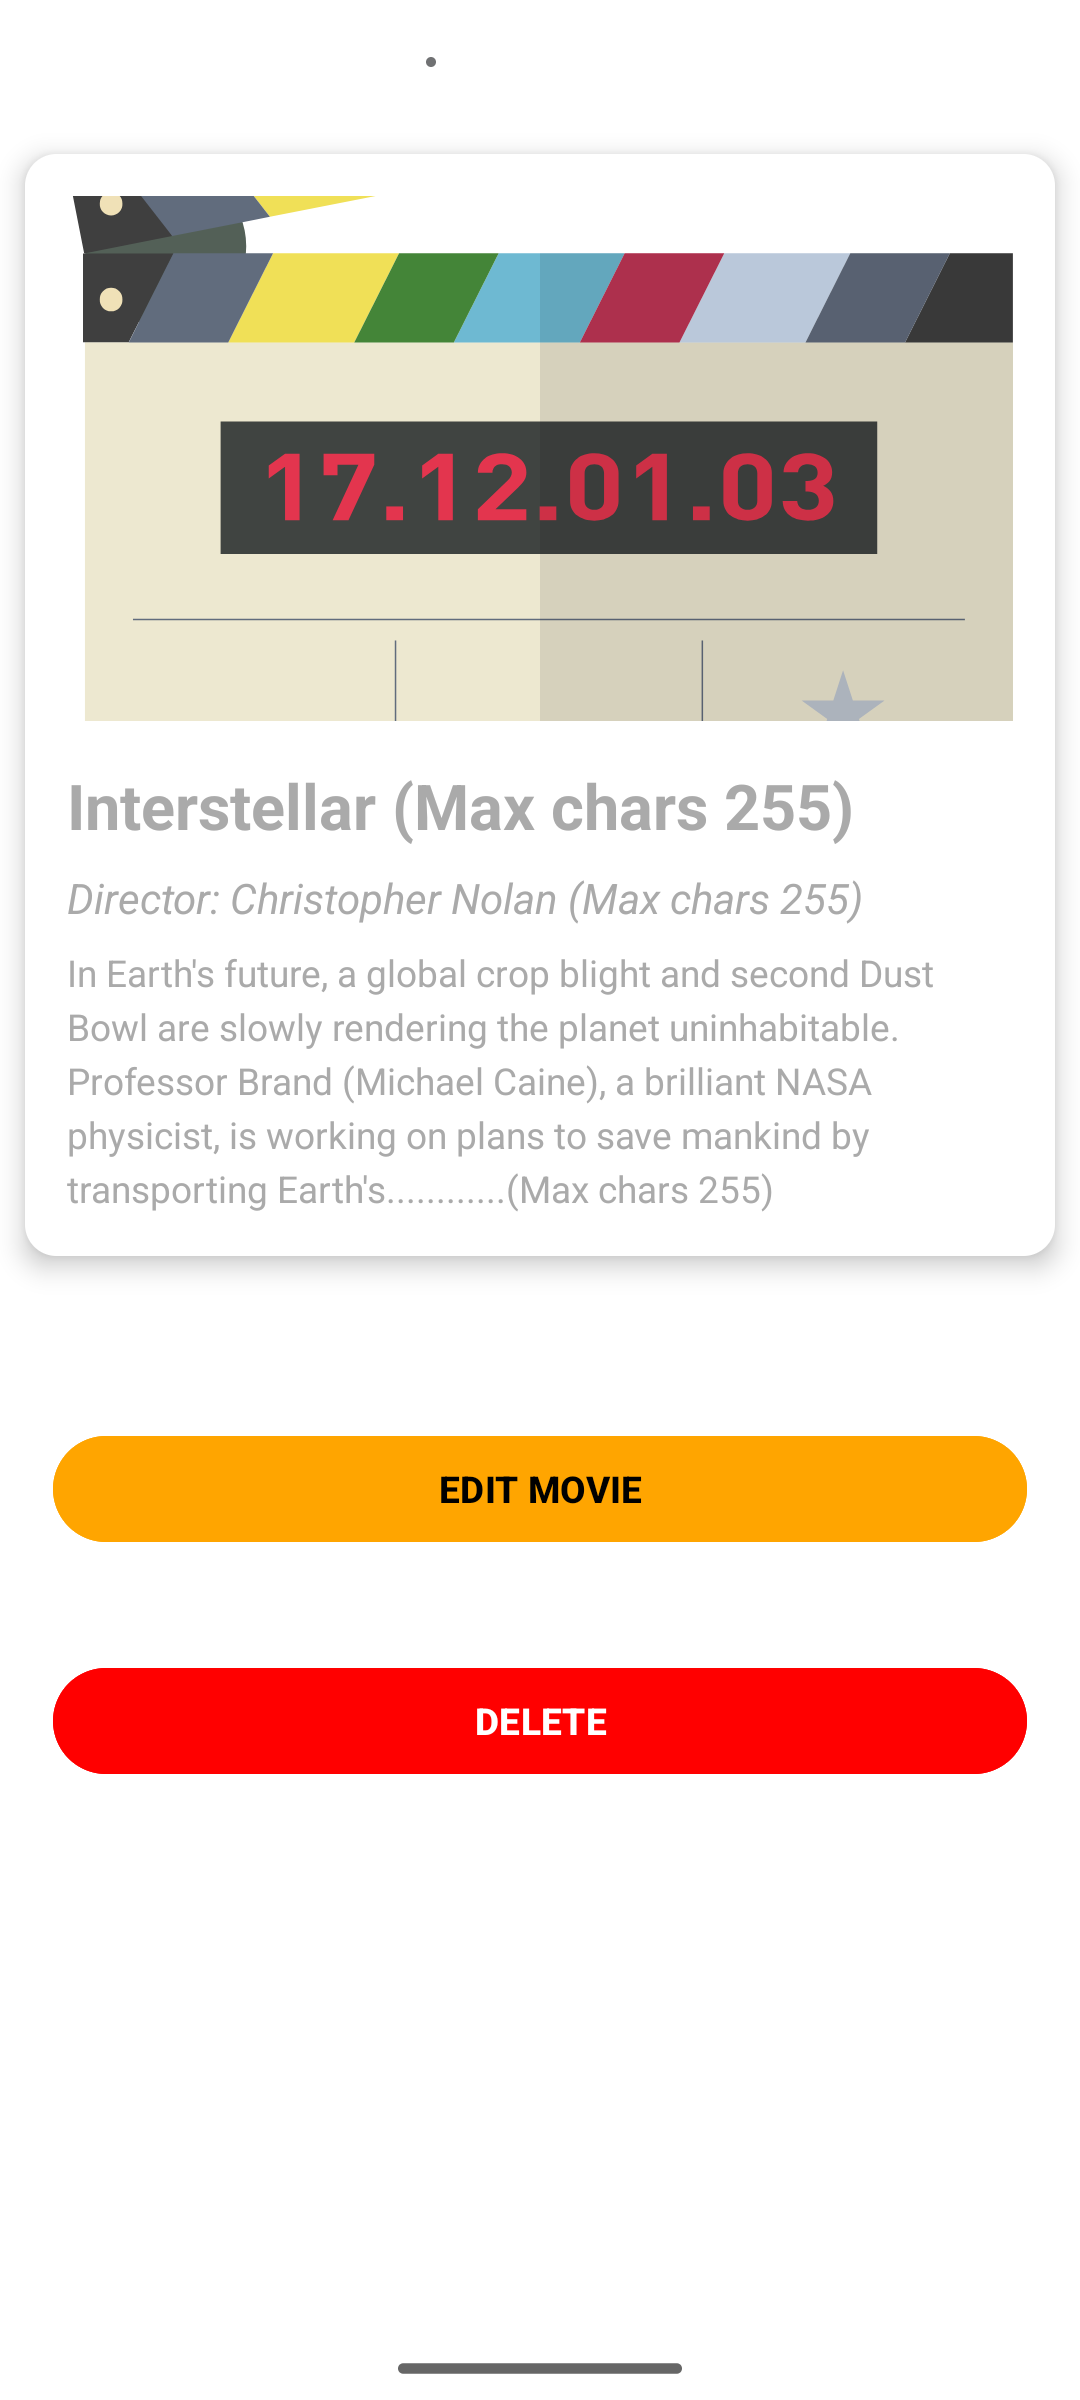 17.12.01.03
Interstellar (Max chars 255)
Director: Christopher Nolan (Max chars 255)
In Earth's future, a global crop blight and second Dust
Bowl are slowly rendering the planet uninhabitable.
Professor Brand (Michael Caine), a brilliant NASA
physicist, is working on plans to save mankind by
transporting Earth's............(Max chars 255)
EDIT MOVIE
DELETE